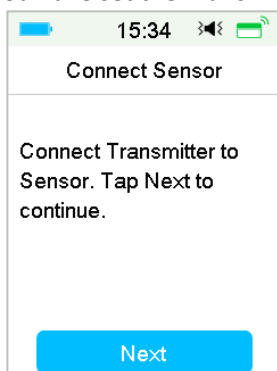 15:34
Connect Sensor
Connect Transmitter to
Sensor. Tap Next to
continue.
Next